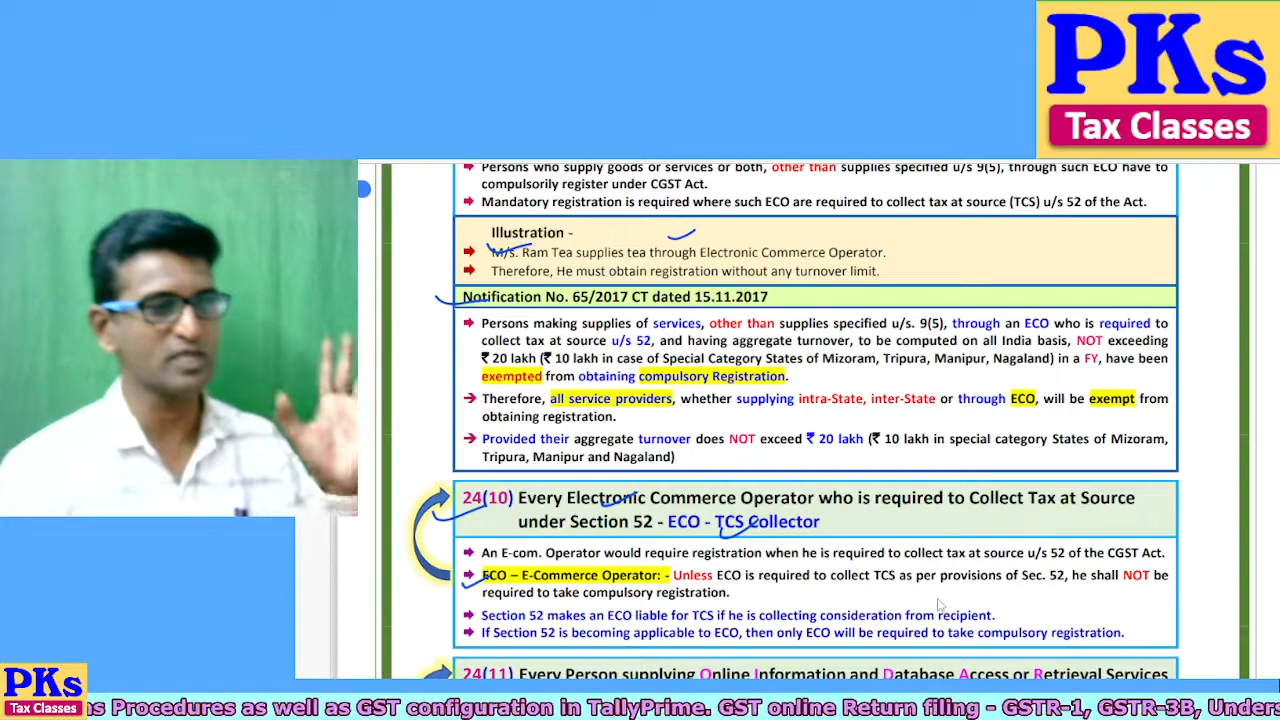 PKs
Tax Classes
Persons who supply goods or services or both, other than supplies specified u/s 9(5), through such ECO have to
compulsorily register under CGST Act.
Mandatory registration is required where such ECO are required to collect tax at source (TCS) u/s 52 of the Act.
Illustration -
M/s. Ram Tea supplies tea through Electronic Commerce Operator.
Therefore, He must obtain registration without any turnover limit.
Notification No. 65/2017 CT dated 15.11.2017
Persons making supplies of services, other than supplies specified u/s. 9(5), through an ECO who is required to
collect tax at source u/s 52, and having aggregate turnover, to be computed on all India basis, NOT exceeding
₹ 20 lakh (₹ 10 lakh in case of Special Category States of Mizoram, Tripura, Manipur, Nagaland) in a FY, have been
exempted from obtaining compulsory Registration.
Therefore, all service providers, whether supplying intra-State, inter-State or through ECO, will be exempt from
obtaining registration.
Provided their aggregate turnover does NOT exceed ₹ 20 lakh (₹ 10 lakh in special category States of Mizoram,
Tripura, Manipur and Nagaland)
24(10) Every Electronic Commerce Operator who is required to Collect Tax at Source
under Section 52 - ECO - TCS Collector
An E-com. Operator would require registration when he is required to collect tax at source u/s 52 of the CGST Act.
ECO – E-Commerce Operator: - Unless ECO is required to collect TCS as per provisions of Sec. 52, he shall NOT be
required to take compulsory registration.
Section 52 makes an ECO liable for TCS if he is collecting consideration from recipient.
If Section 52 is becoming applicable to ECO, then only ECO will be required to take compulsory registration.
24(11) Every Person supplying Online Information and Database Access or Retrieval Services
PKs
Tax Classes
as Procedures as well as GST configuration in TallyPrime. GST online Return filing - GSTR-1, GSTR-3B, Unders